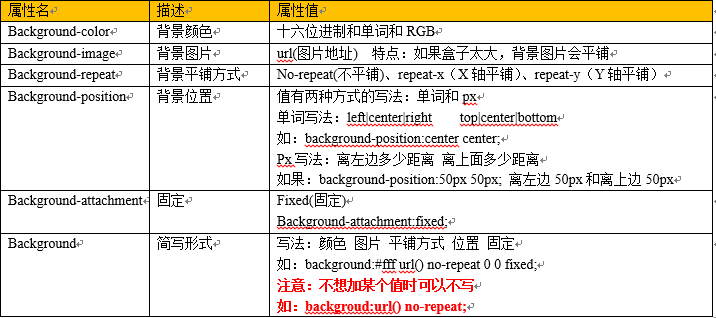 属性名 描述 属性值
Background-color 背景颜色 十六位进制和单词和 RGB
Background-image 背景图片 url(图片地址) 特点：如果盒子太大，背景图片会平铺
Background-repeat 背景平铺方式 No-repeat(不平铺)、repeat-x（X 轴平铺）、repeat-y（Y 轴平铺）
Background-position 背景位置 值有两种方式的写法：单词和 px
单词写法：left|center|right top|center|bottom
如：background-position:center center;
Px 写法：离左边多少距离 离上面多少距离
如果：background-position:50px 50px; 离左边 50px 和离上边 50px
Background-attachment 固定 Fixed(固定)
Background-attachment:fixed;
Background 简写形式 写法：颜色 图片 平铺方式 位置 固定
如：background:#fff url() no-repeat 0 0 fixed;
注意：不想加某个值时可以不写
如：backgroud:url() no-repeat;